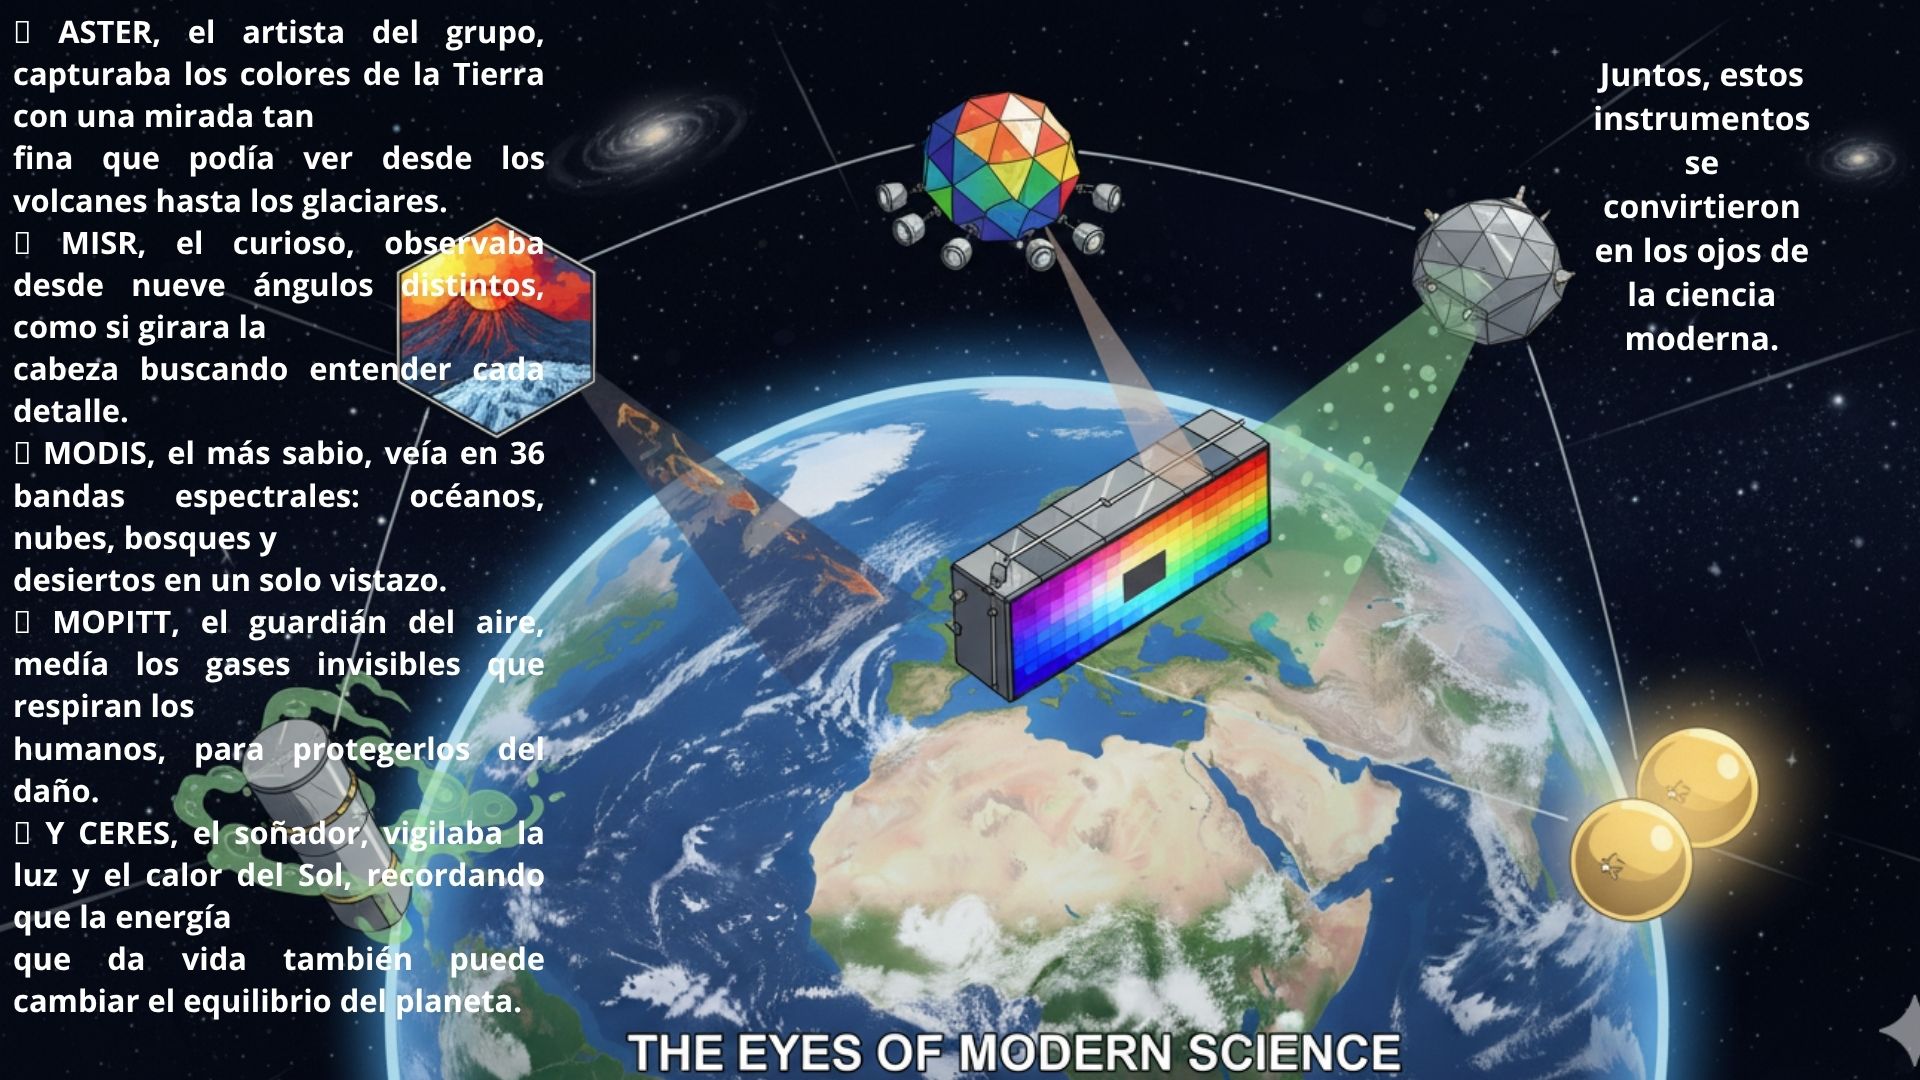 ▯ ASTER, el artista del grupo,
capturaba los colores de la Tierra
con una mirada tan
fina que podía ver desde los
volcanes hasta los glaciares.
▯ MISR, el curioso, observaba
desde nueve ángulos distintos,
como si girara la
cabeza buscando entender cada
detalle.
▯ MODIS, el más sabio, veía en 36
bandas espectrales: océanos,
nubes, bosques y
desiertos en un solo vistazo.
▯ MOPITT, el guardián del aire,
medía los gases invisibles que
respiran los
humanos, para protegerlos del
daño.
▯ Y CERES, el soñador, vigilaba la
luz y el calor del Sol, recordando
que la energía
que da vida también puede
cambiar el equilibrio del planeta.
Juntos, estos
instrumentos
se
convirtieron
en los ojos de
la ciencia
moderna.
THE EYES OF MODERN SCIENCE